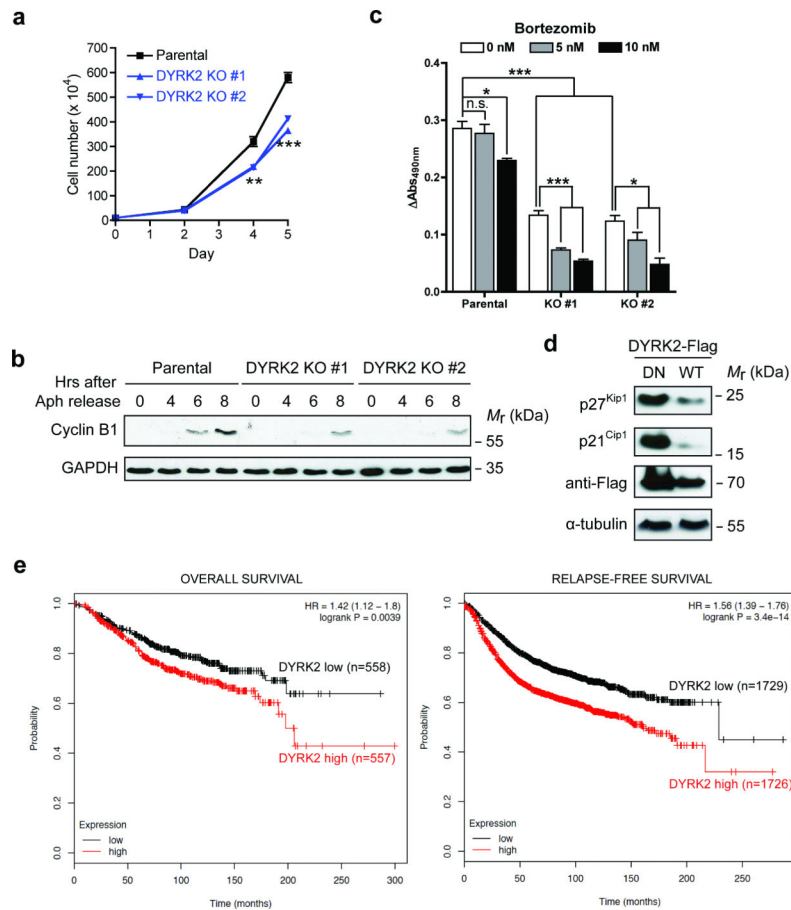 a
Parental
DYRK2 KO #1
DYRK2 KO #2
Cell number (x 10⁴)
700
600
500
400
300
200
100
0
0 1 2 3 4 5
Day
**
***
c
Bortezomib
0 nM 5 nM 10 nM
ΔAbs490nm
0.4
0.3
0.2
0.1
0.0
***
*
n.s.
***
*
Parental KO #1 KO #2
b
Hrs after
Aph release
Parental DYRK2 KO #1 DYRK2 KO #2
0 4 6 8 0 4 6 8 0 4 6 8
Mr (kDa)
Cyclin B1
- 55
GAPDH
- 35
d
DYRK2-Flag
DN WT Mr (kDa)
p27Kip1 - 25
p21Cip1
- 15
anti-Flag - 70
α-tubulin - 55
e
OVERALL SURVIVAL
HR = 1.42 (1.12 − 1.8)
logrank P = 0.0039
DYRK2 low (n=558)
DYRK2 high (n=557)
Probability
1.0
0.8
0.6
0.4
0.2
0.0
Expression
low
high
0 50 100 150 200 250 300
Time (months)
RELAPSE-FREE SURVIVAL
HR = 1.56 (1.39 − 1.76)
logrank P = 3.4e−14
DYRK2 low (n=1729)
DYRK2 high (n=1726)
Probability
1.0
0.8
0.6
0.4
0.2
0.0
Expression
low
high
0 50 100 150 200 250
Time (months)